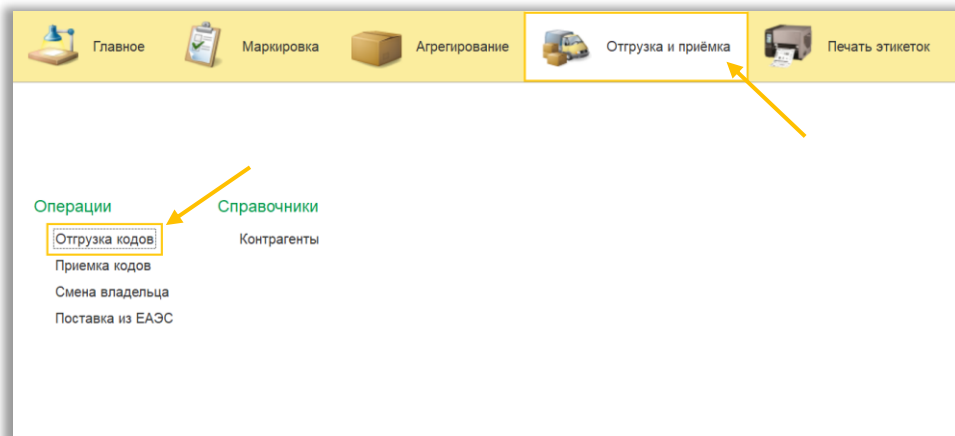 Главное Маркировка Агрегирование Отгрузка и приёмка Печать этикеток
Операции Справочники
Отгрузка кодов Контрагенты
Приемка кодов
Смена владельца
Поставка из ЕАЭС